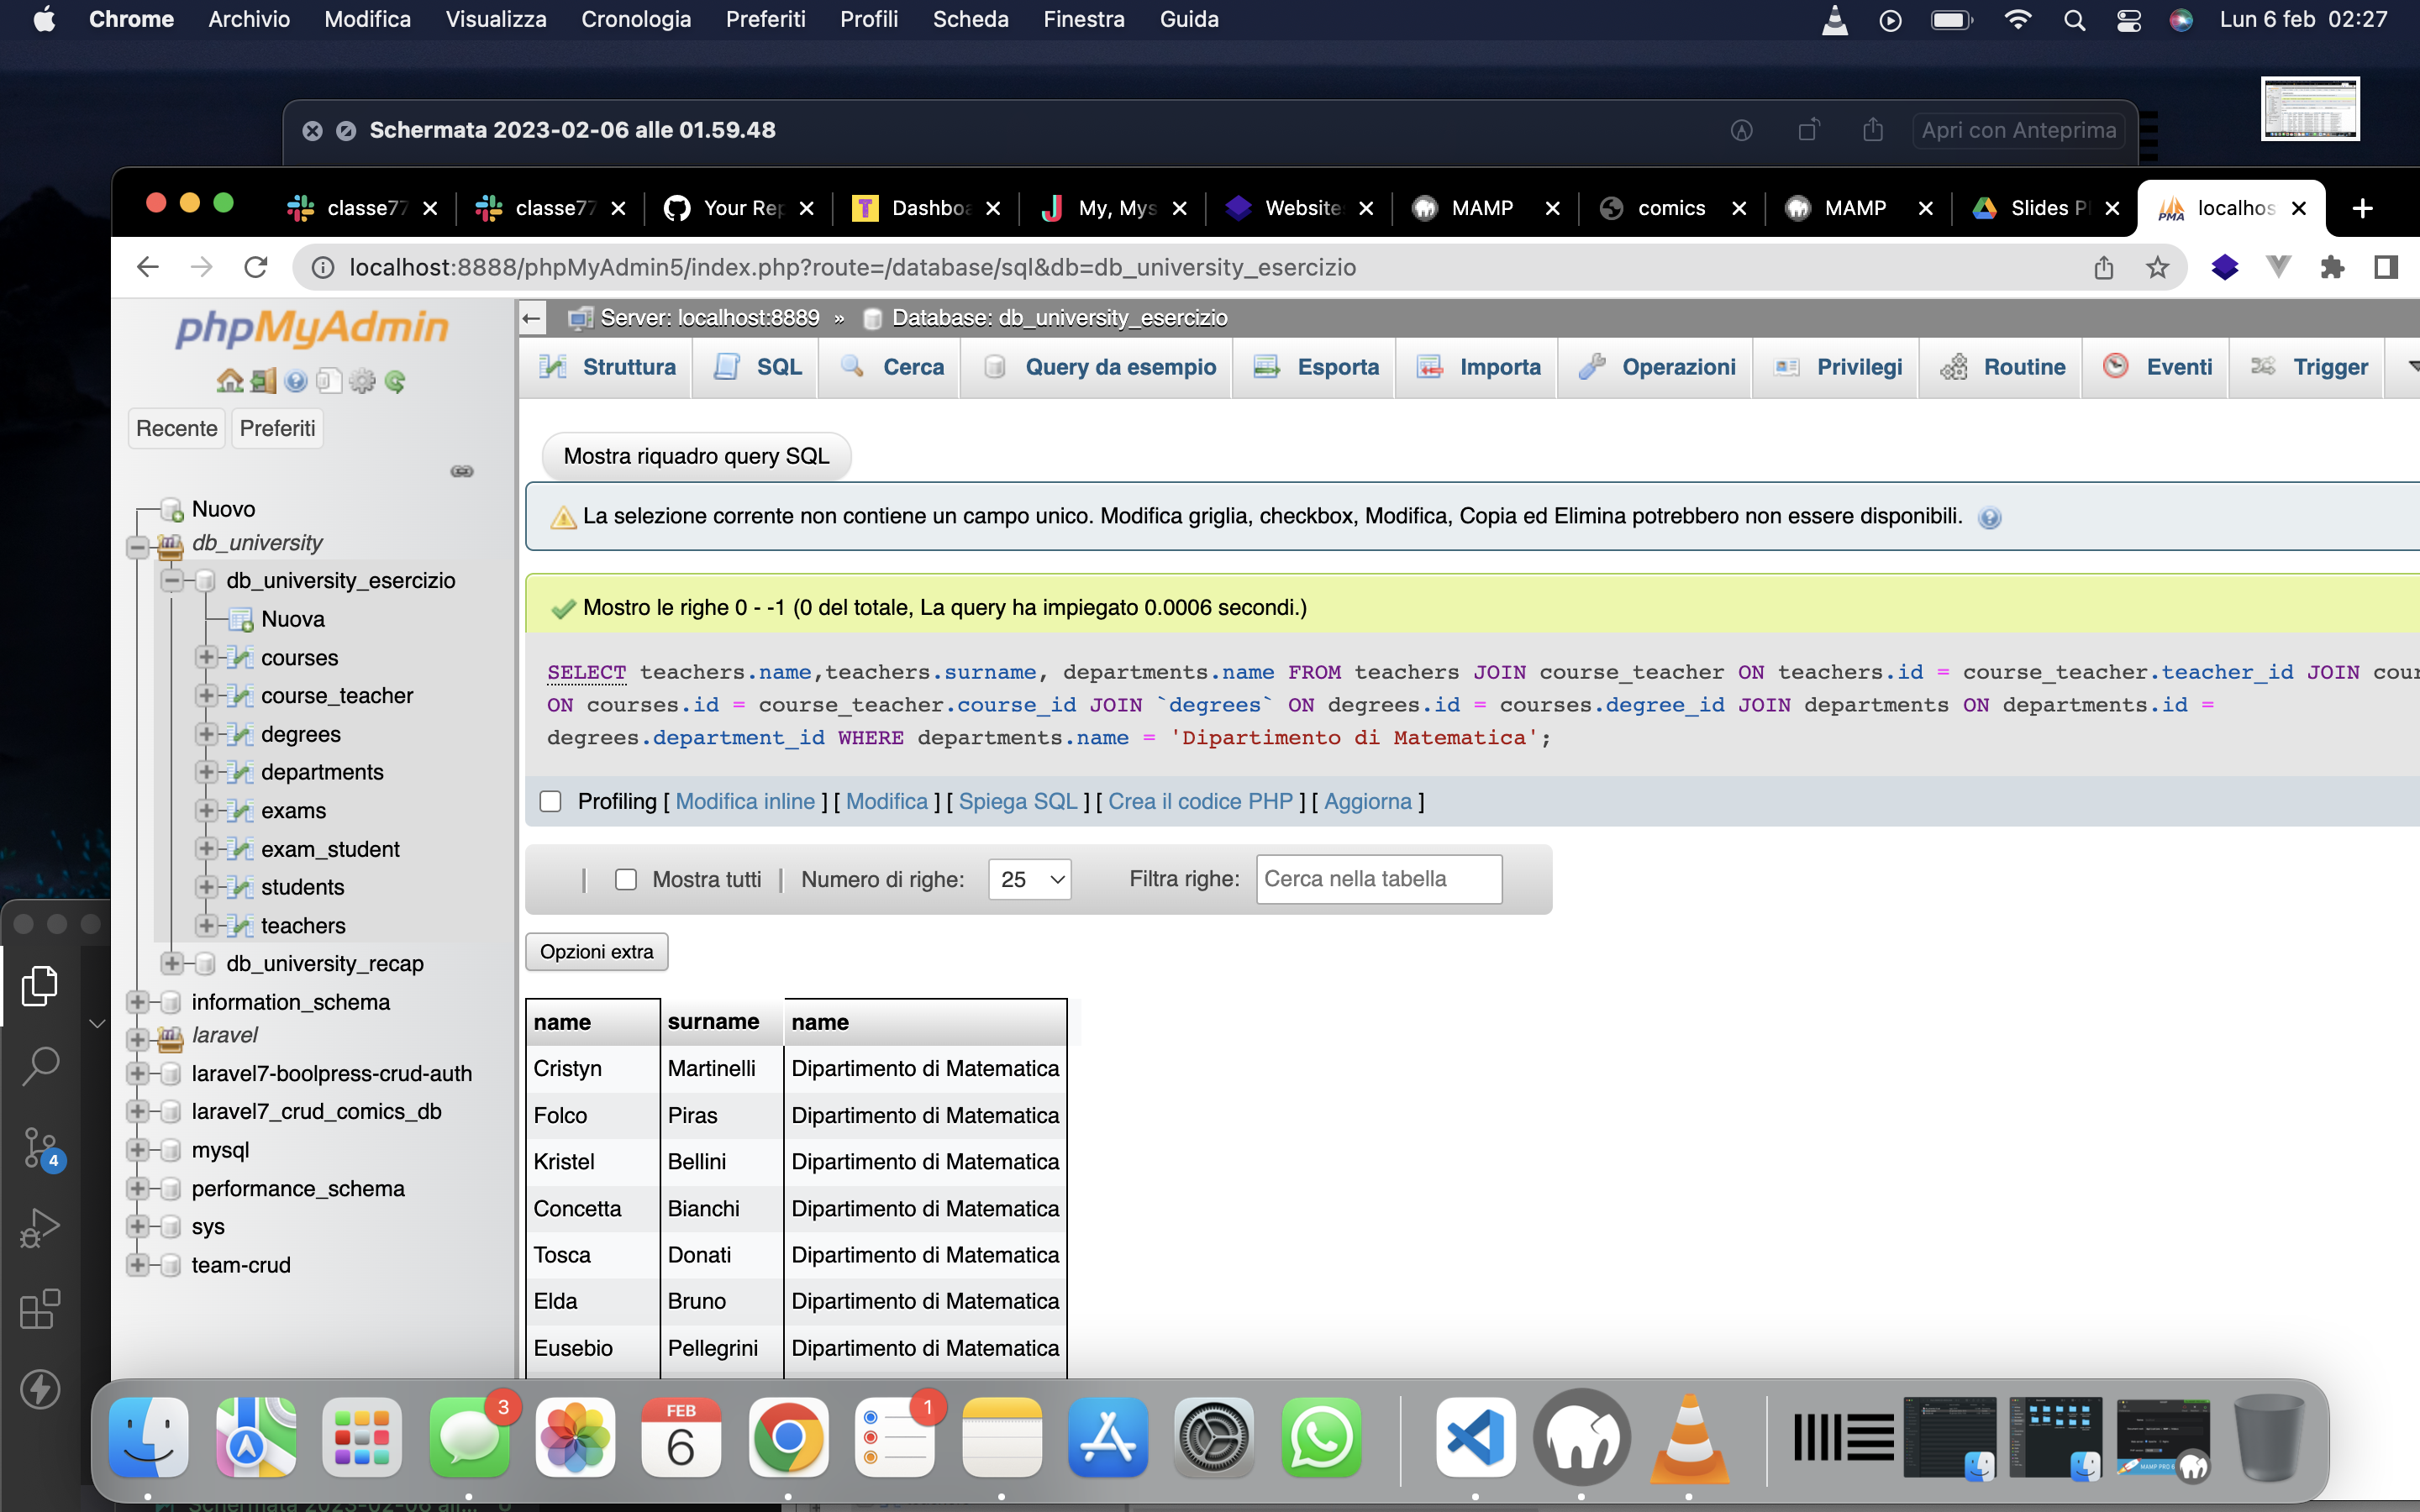 Chrome Archivio Modifica Visualizza Cronologia Preferiti Profili Scheda Finestra Guida Lun 6 feb 02:27
Schermata 2023-02-06 alle 01.59.48 Apri con Anteprima
classe77 classe77 Your Rep Dashboa My, Mys Website MAMP comics MAMP Slides P PMA localhos
localhost:8888/phpMyAdmin5/index.php?route=/database/sql&db=db_university_esercizio
phpMyAdmin
Recente Preferiti
Nuovo
db_university
db_university_esercizio
Nuova
courses
course_teacher
degrees
departments
exams
exam_student
students
teachers
db_university_recap
information_schema
laravel
laravel7-boolpress-crud-auth
laravel7_crud_comics_db
mysql
performance_schema
sys
team-crud
Server: localhost:8889 » Database: db_university_esercizio
Struttura SQL Cerca Query da esempio Esporta Importa Operazioni Privilegi Routine Eventi Trigger
Mostra riquadro query SQL
La selezione corrente non contiene un campo unico. Modifica griglia, checkbox, Modifica, Copia ed Elimina potrebbero non essere disponibili.
Mostro le righe 0 - -1 (0 del totale, La query ha impiegato 0.0006 secondi.)
SELECT teachers.name,teachers.surname, departments.name FROM teachers JOIN course_teacher ON teachers.id = course_teacher.teacher_id JOIN cour
ON courses.id = course_teacher.course_id JOIN `degrees` ON degrees.id = courses.degree_id JOIN departments ON departments.id =
degrees.department_id WHERE departments.name = 'Dipartimento di Matematica';
Profiling [ Modifica inline ] [ Modifica ] [ Spiega SQL ] [ Crea il codice PHP ] [ Aggiorna ]
Mostra tutti Numero di righe: 25 Filtra righe: Cerca nella tabella
Opzioni extra
name surname name
Cristyn Martinelli Dipartimento di Matematica
Folco Piras Dipartimento di Matematica
Kristel Bellini Dipartimento di Matematica
Concetta Bianchi Dipartimento di Matematica
Tosca Donati Dipartimento di Matematica
Elda Bruno Dipartimento di Matematica
Eusebio Pellegrini Dipartimento di Matematica
4
3
FEB
6
1
MAMP PRO
Schermata 2023-02-06 all...